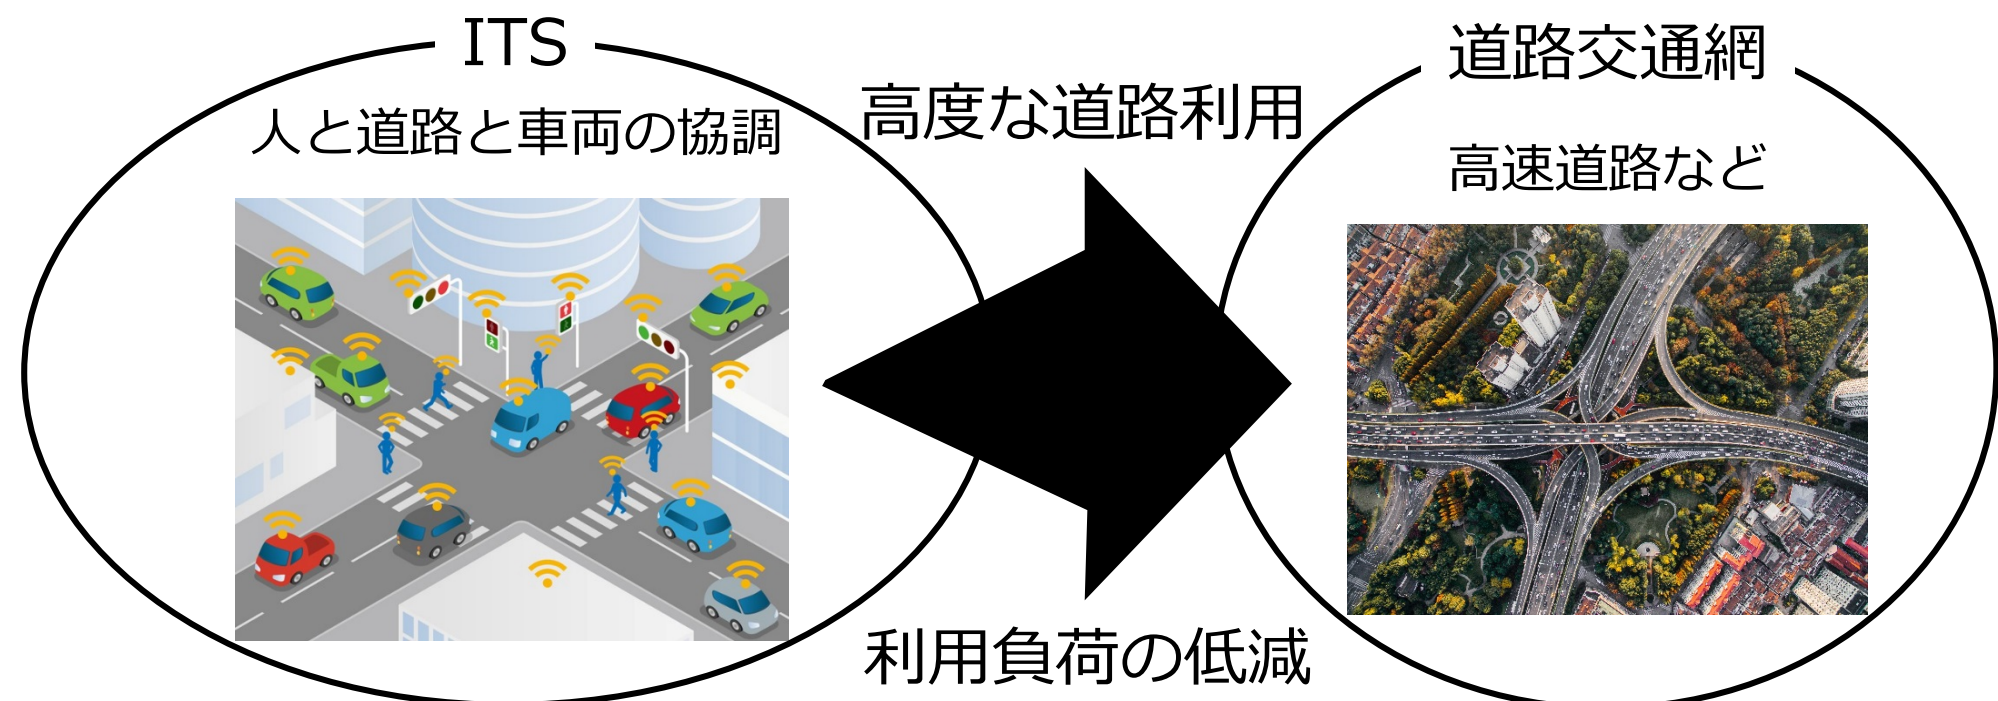 ITS
人と道路と車両の協調
高度な道路利用
利用負荷の低減
道路交通網
高速道路など